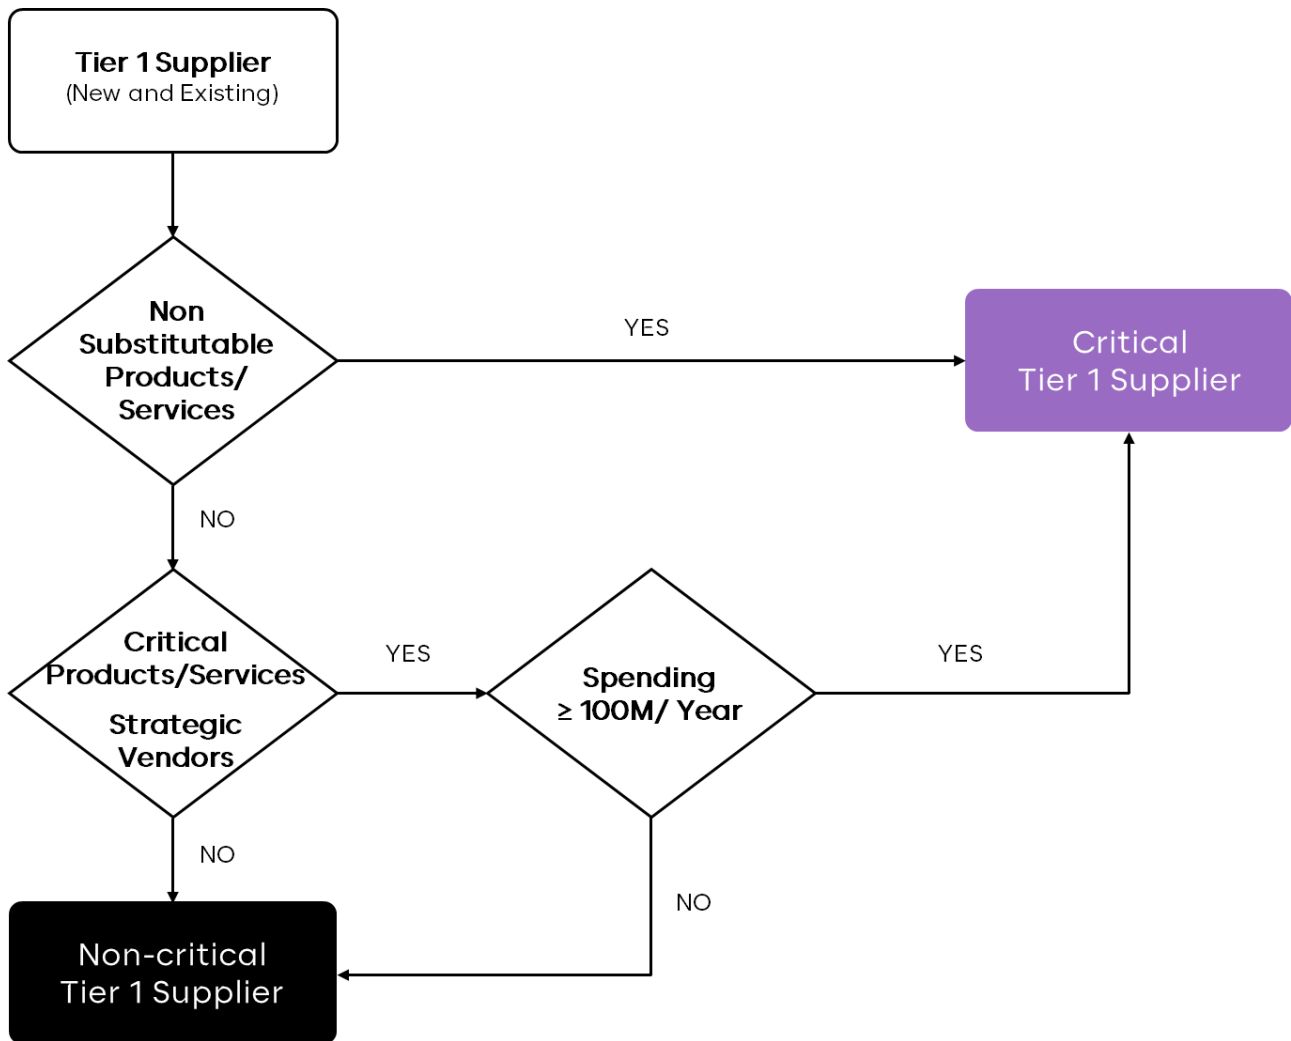 Tier 1 Supplier
(New and Existing)
Non
Substitutable
Products/
Services
YES
Critical
Tier 1 Supplier
NO
Critical
Products/Services
Strategic
Vendors
YES
Spending
≥ 100M/ Year
YES
NO
NO
Non-critical
Tier 1 Supplier